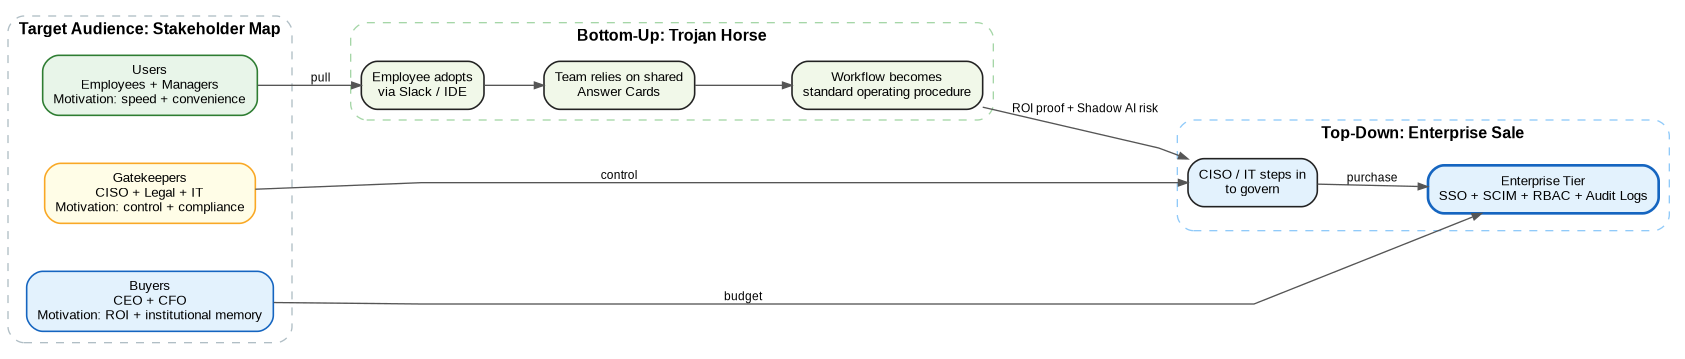 Target Audience: Stakeholder Map
Users
Employees + Managers
Motivation: speed + convenience
Gatekeepers
CISO + Legal + IT
Motivation: control + compliance
Buyers
CEO + CFO
Motivation: ROI + institutional memory
pull
control
budget
Bottom-Up: Trojan Horse
Employee adopts
via Slack / IDE
Team relies on shared
Answer Cards
Workflow becomes
standard operating procedure
ROI proof + Shadow AI risk
Top-Down: Enterprise Sale
CISO / IT steps in
to govern
purchase
Enterprise Tier
SSO + SCIM + RBAC + Audit Logs